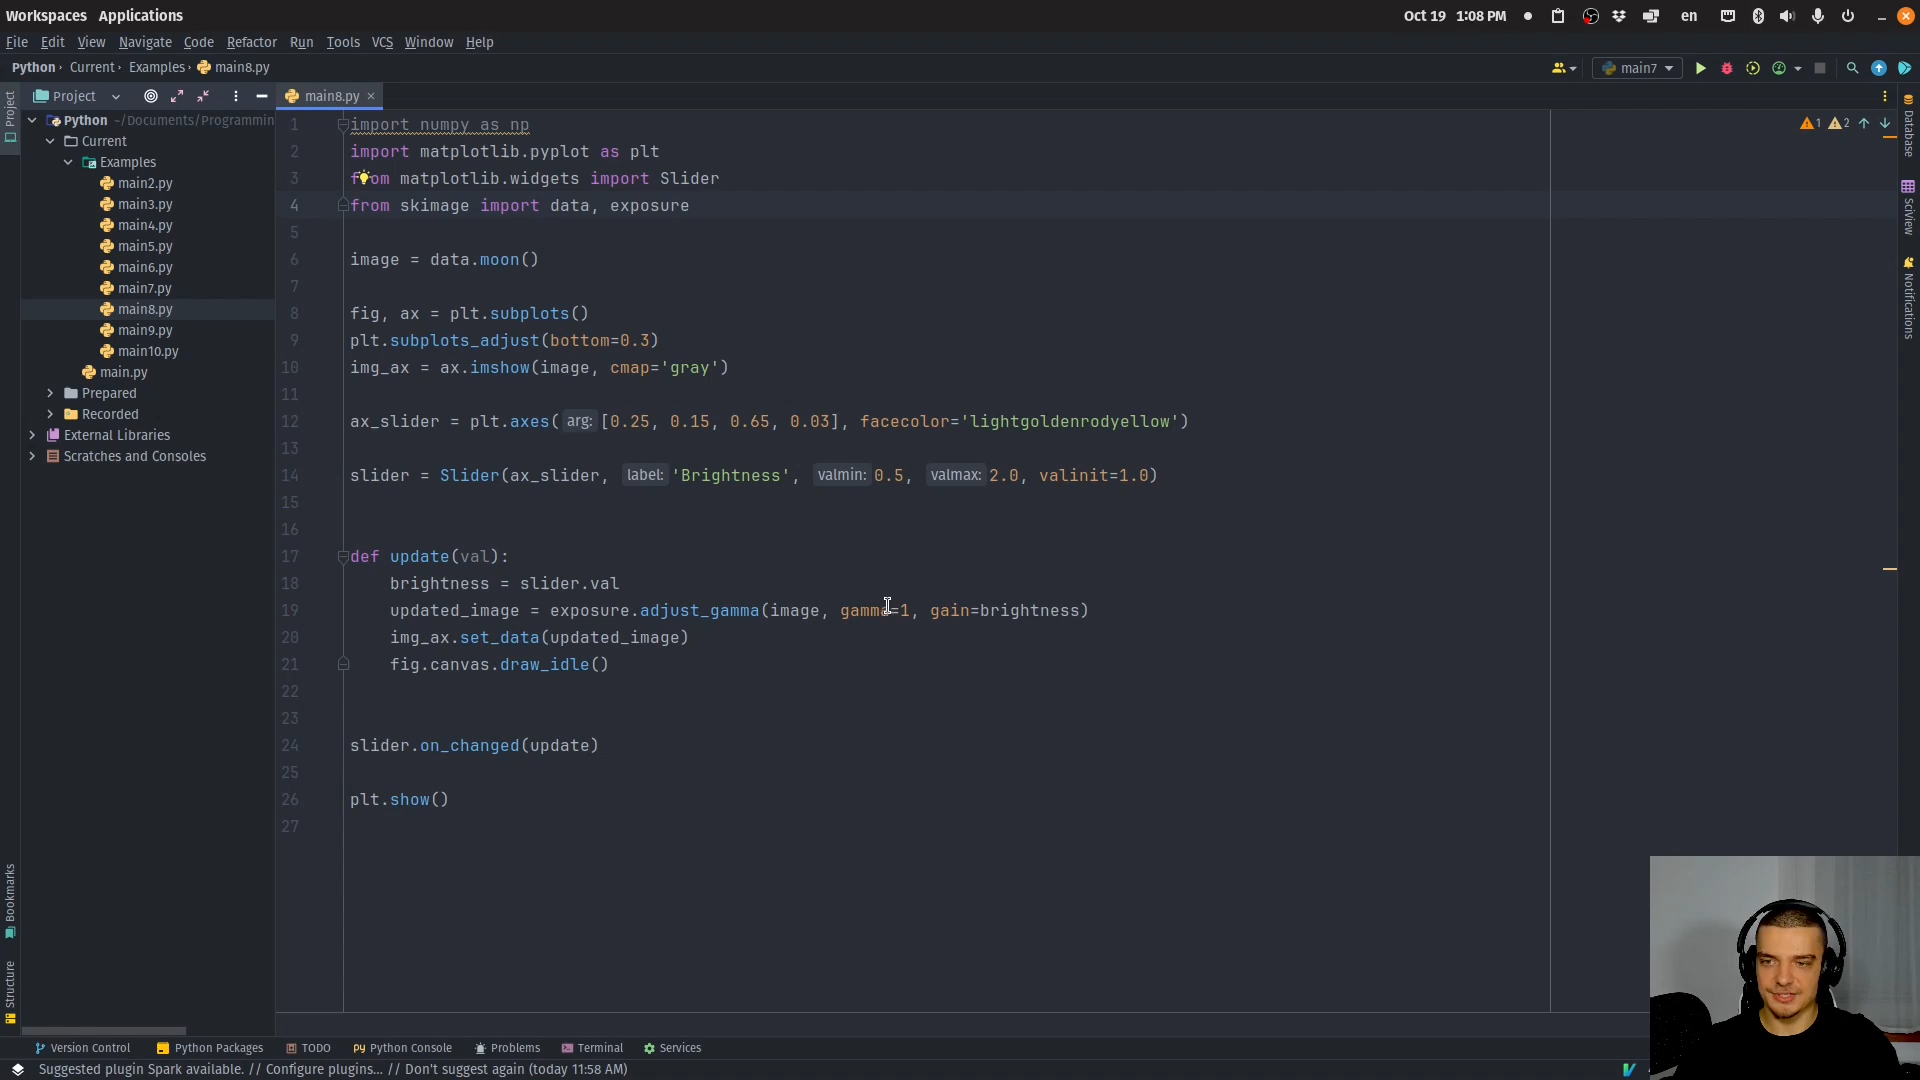 Workspaces Applications
Oct 19 1:08 PM
en
File Edit View Navigate Code Refactor Run Tools VCS Window Help
Python › Current › Examples › main8.py
main7
Project
main8.py
Python ~/Documents/Programmin
Current
Examples
main2.py
main3.py
main4.py
main5.py
main6.py
main7.py
main8.py
main9.py
main10.py
main.py
Prepared
Recorded
External Libraries
Scratches and Consoles
Project
Bookmarks
Structure
1 import numpy as np
2 import matplotlib.pyplot as plt
3 from matplotlib.widgets import Slider
4 from skimage import data, exposure
5
6 image = data.moon()
7
8 fig, ax = plt.subplots()
9 plt.subplots_adjust(bottom=0.3)
10 img_ax = ax.imshow(image, cmap='gray')
11
12 ax_slider = plt.axes( arg: [0.25, 0.15, 0.65, 0.03], facecolor='lightgoldenrodyellow')
13
14 slider = Slider(ax_slider, label: 'Brightness', valmin: 0.5, valmax: 2.0, valinit=1.0)
15
16
17 def update(val):
18 brightness = slider.val
19 updated_image = exposure.adjust_gamma(image, gamma=1, gain=brightness)
20 img_ax.set_data(updated_image)
21 fig.canvas.draw_idle()
22
23
24 slider.on_changed(update)
25
26 plt.show()
27
1 2
Database
SciView
Notifications
Version Control Python Packages TODO Python Console Problems Terminal Services
Suggested plugin Spark available. // Configure plugins... // Don't suggest again (today 11:58 AM)